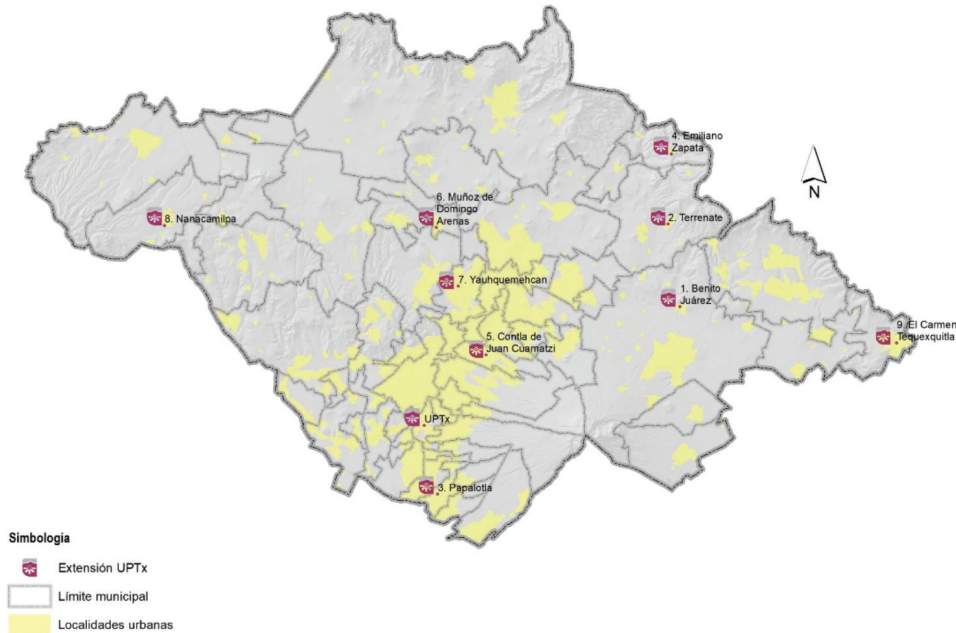 4. Emiliano
Zapata
N
6. Muñoz de
Domingo
Arenas
8. Nanacamilpa
2. Terrenate
7. Yauhquemehcan
1. Benito
Juárez
9. El Carmen
Tequexquitla
5. Contla de
Juan Cuamatzi
UPTx
3. Papalotla
Simbología
Extensión UPTx
Límite municipal
Localidades urbanas